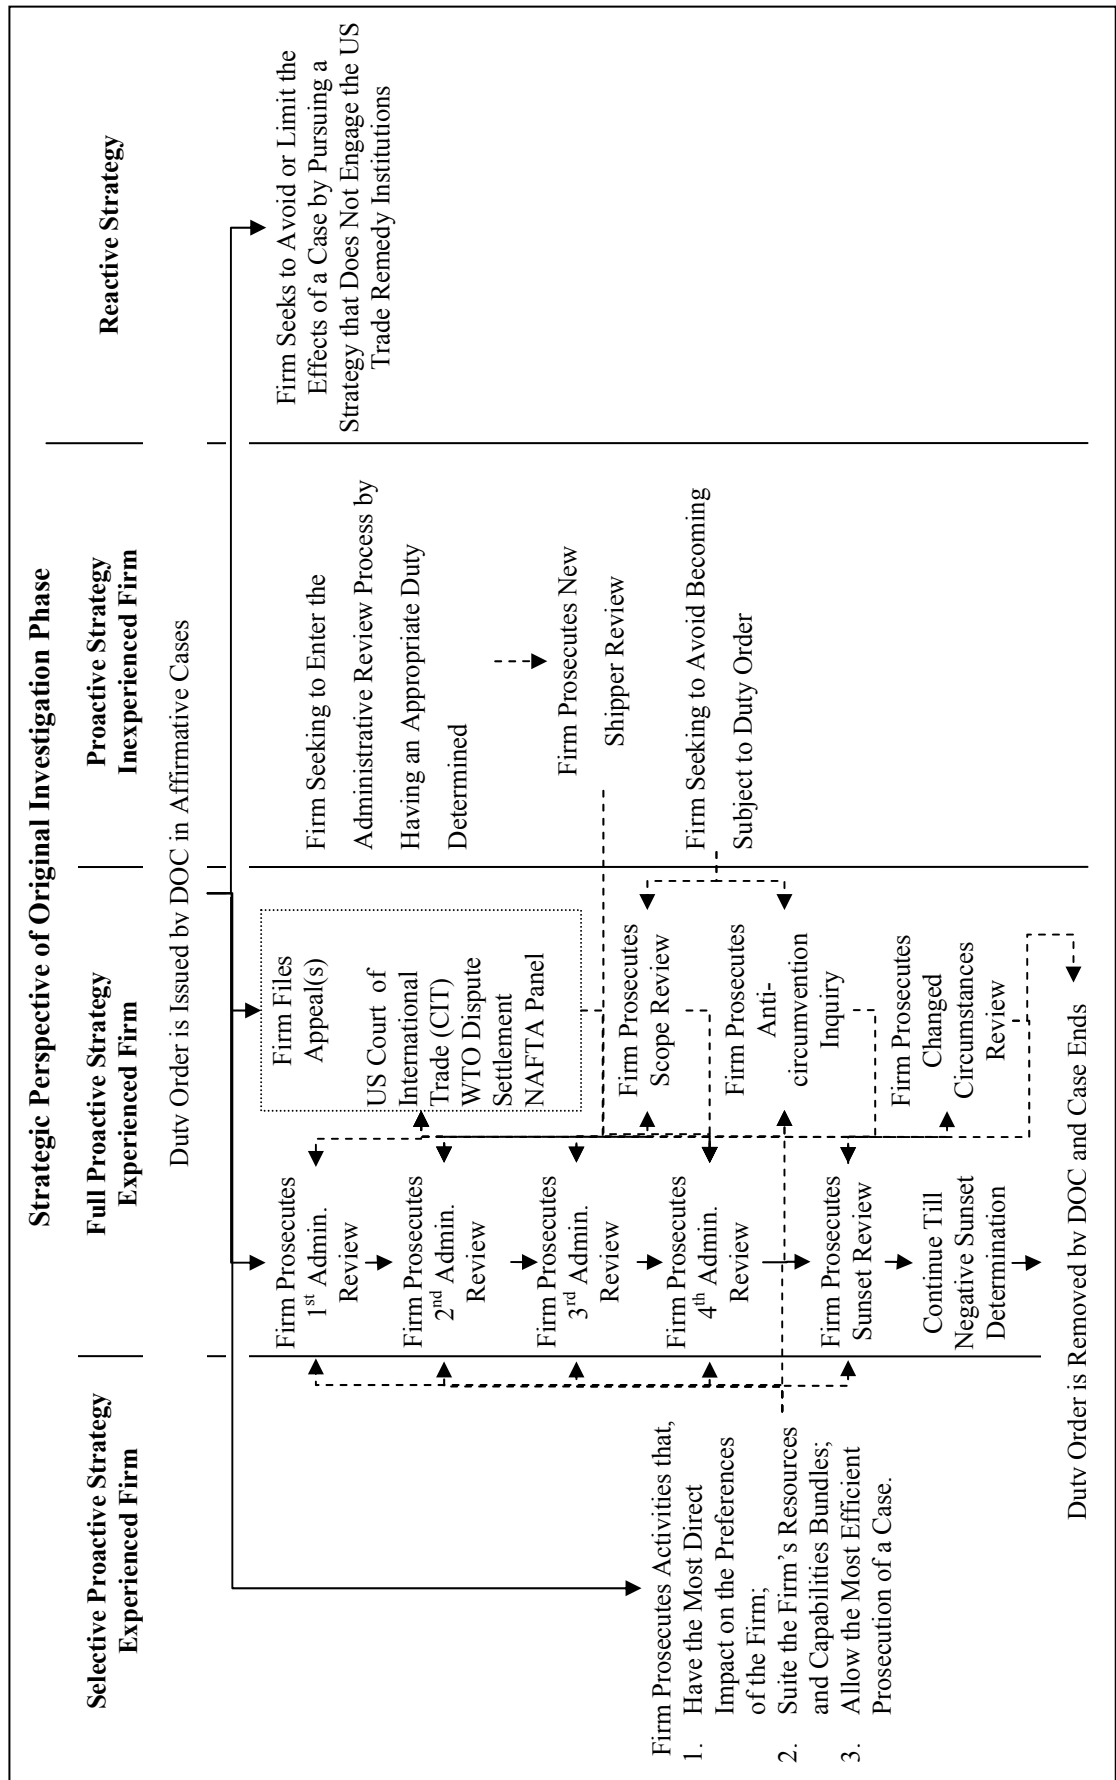 Strategic Perspective of Original Investigation Phase
Selective Proactive Strategy
Experienced Firm
Full Proactive Strategy
Experienced Firm
Proactive Strategy
Inexperienced Firm
Reactive Strategy
Duty Order is Issued by DOC in Affirmative Cases
Firm Prosecutes Activities that,
1. Have the Most Direct
Impact on the Preferences
of the Firm;
2. Suite the Firm's Resources
and Capabilities Bundles;
3. Allow the Most Efficient
Prosecution of a Case.
Firm Prosecutes
1st Admin.
Review
Firm Prosecutes
2nd Admin.
Review
Firm Prosecutes
3rd Admin.
Review
Firm Prosecutes
4th Admin.
Review
Firm Prosecutes
Sunset Review
Continue Till
Negative Sunset
Determination
Firm Files
Appeal(s)
US Court of
International
Trade (CIT)
WTO Dispute
Settlement
NAFTA Panel
Firm Prosecutes
Scope Review
Firm Prosecutes
Anti-
circumvention
Inquiry
Firm Prosecutes
Changed
Circumstances
Review
Firm Seeking to Enter the
Administrative Review Process by
Having an Appropriate Duty
Determined
Firm Prosecutes New
Shipper Review
Firm Seeking to Avoid Becoming
Subject to Duty Order
Firm Seeks to Avoid or Limit the
Effects of a Case by Pursuing a
Strategy that Does Not Engage the US
Trade Remedy Institutions
Duty Order is Removed by DOC and Case Ends